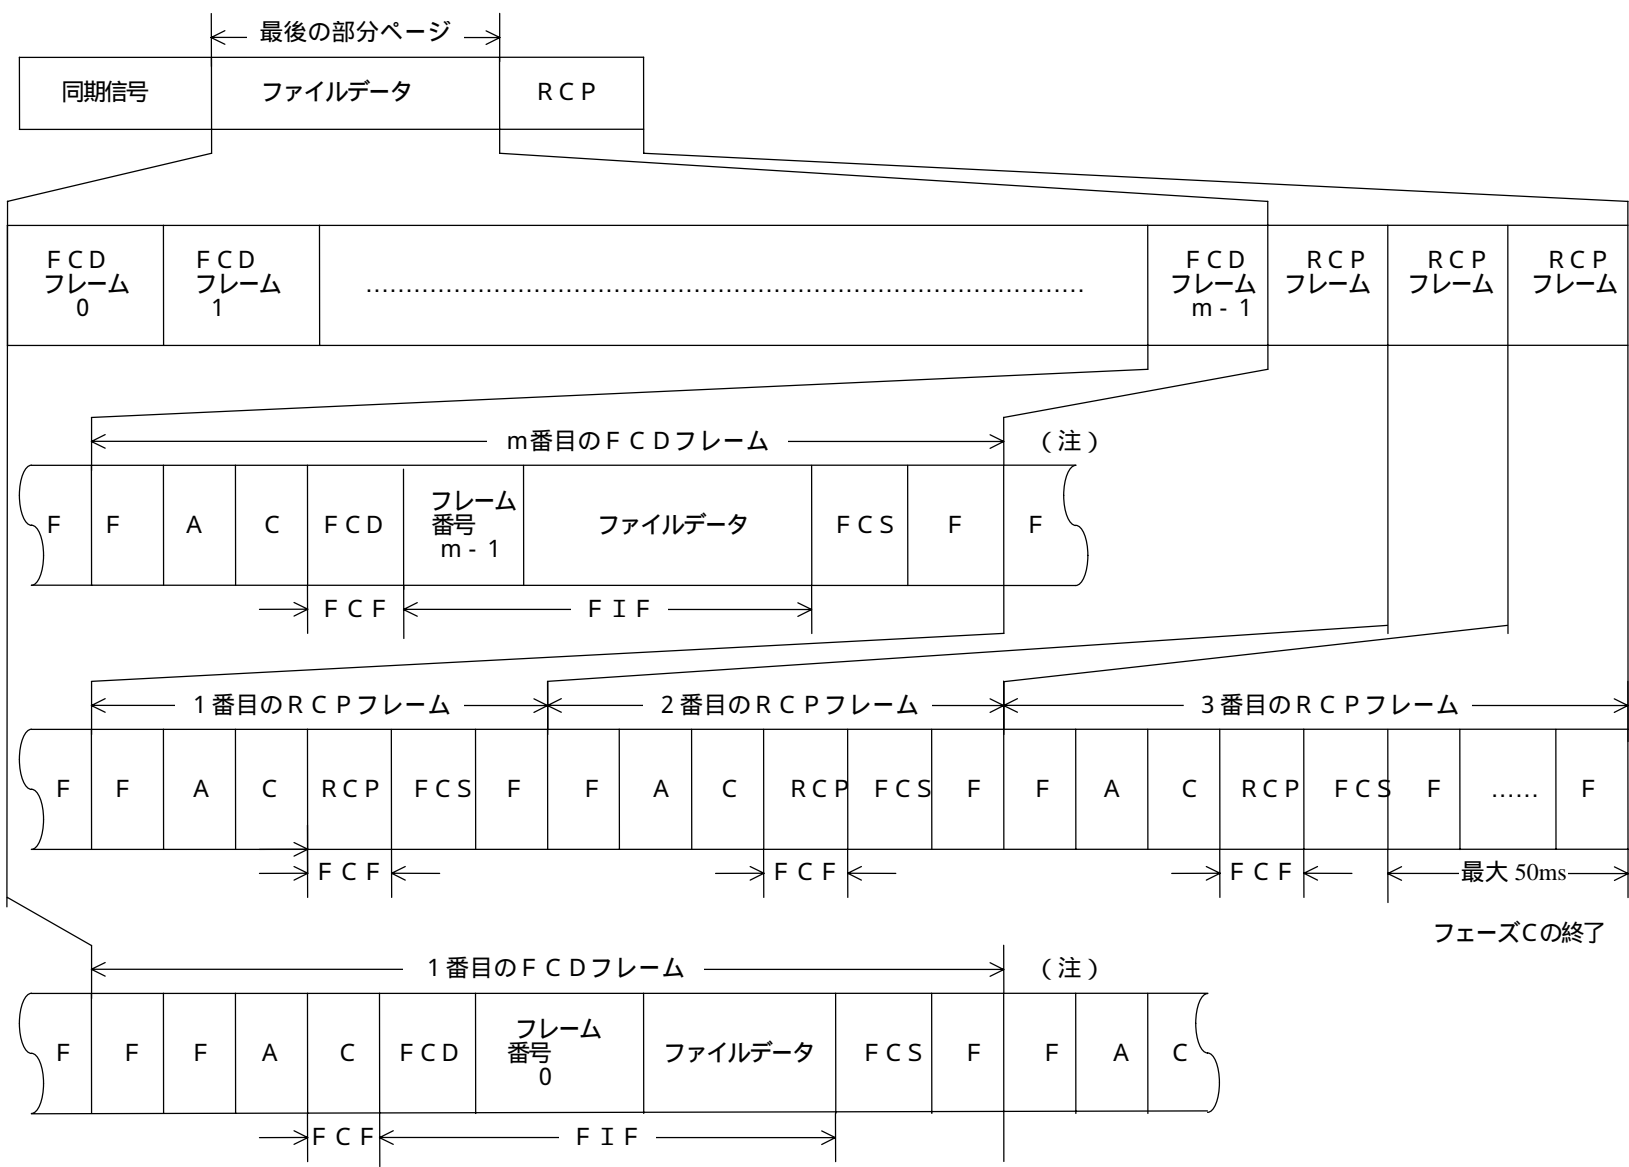 最後の部分ページ
同期信号 ファイルデータ RCP
FCD フレーム 0
FCD フレーム 1
................................................................................
FCD フレーム m-1
RCP フレーム
RCP フレーム
RCP フレーム
m番目のFCDフレーム (注)
F F A C FCD フレーム番号 m-1 ファイルデータ FCS F F
FCF FIF
1番目のRCPフレーム 2番目のRCPフレーム 3番目のRCPフレーム
F F A C RCP FCS F F A C RCP FCS F F A C RCP FCS F ...... F
FCF FCF FCF 最大 50ms
フェーズCの終了
1番目のFCDフレーム (注)
F F F A C FCD フレーム番号 0 ファイルデータ FCS F F A C
FCF FIF